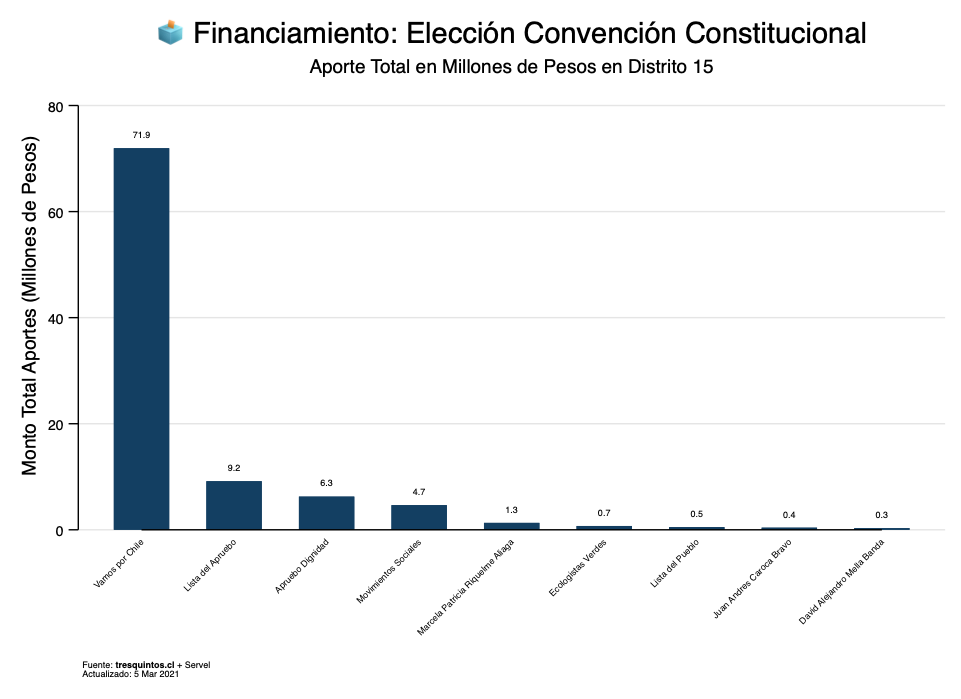 Financiamiento: Elección Convención Constitucional
Aporte Total en Millones de Pesos en Distrito 15
Monto Total Aportes (Millones de Pesos)
80
60
40
20
0
71.9
9.2
6.3
4.7
1.3
0.7
0.5
0.4
0.3
Vamos por Chile
Lista del Apruebo
Apruebo Dignidad
Movimientos Sociales
Marcela Patricia Riquelme Aliaga
Ecologistas Verdes
Lista del Pueblo
Juan Andres Caroca Bravo
David Alejandro Mella Banda
Fuente: tresquintos.cl + Servel
Actualizado: 5 Mar 2021